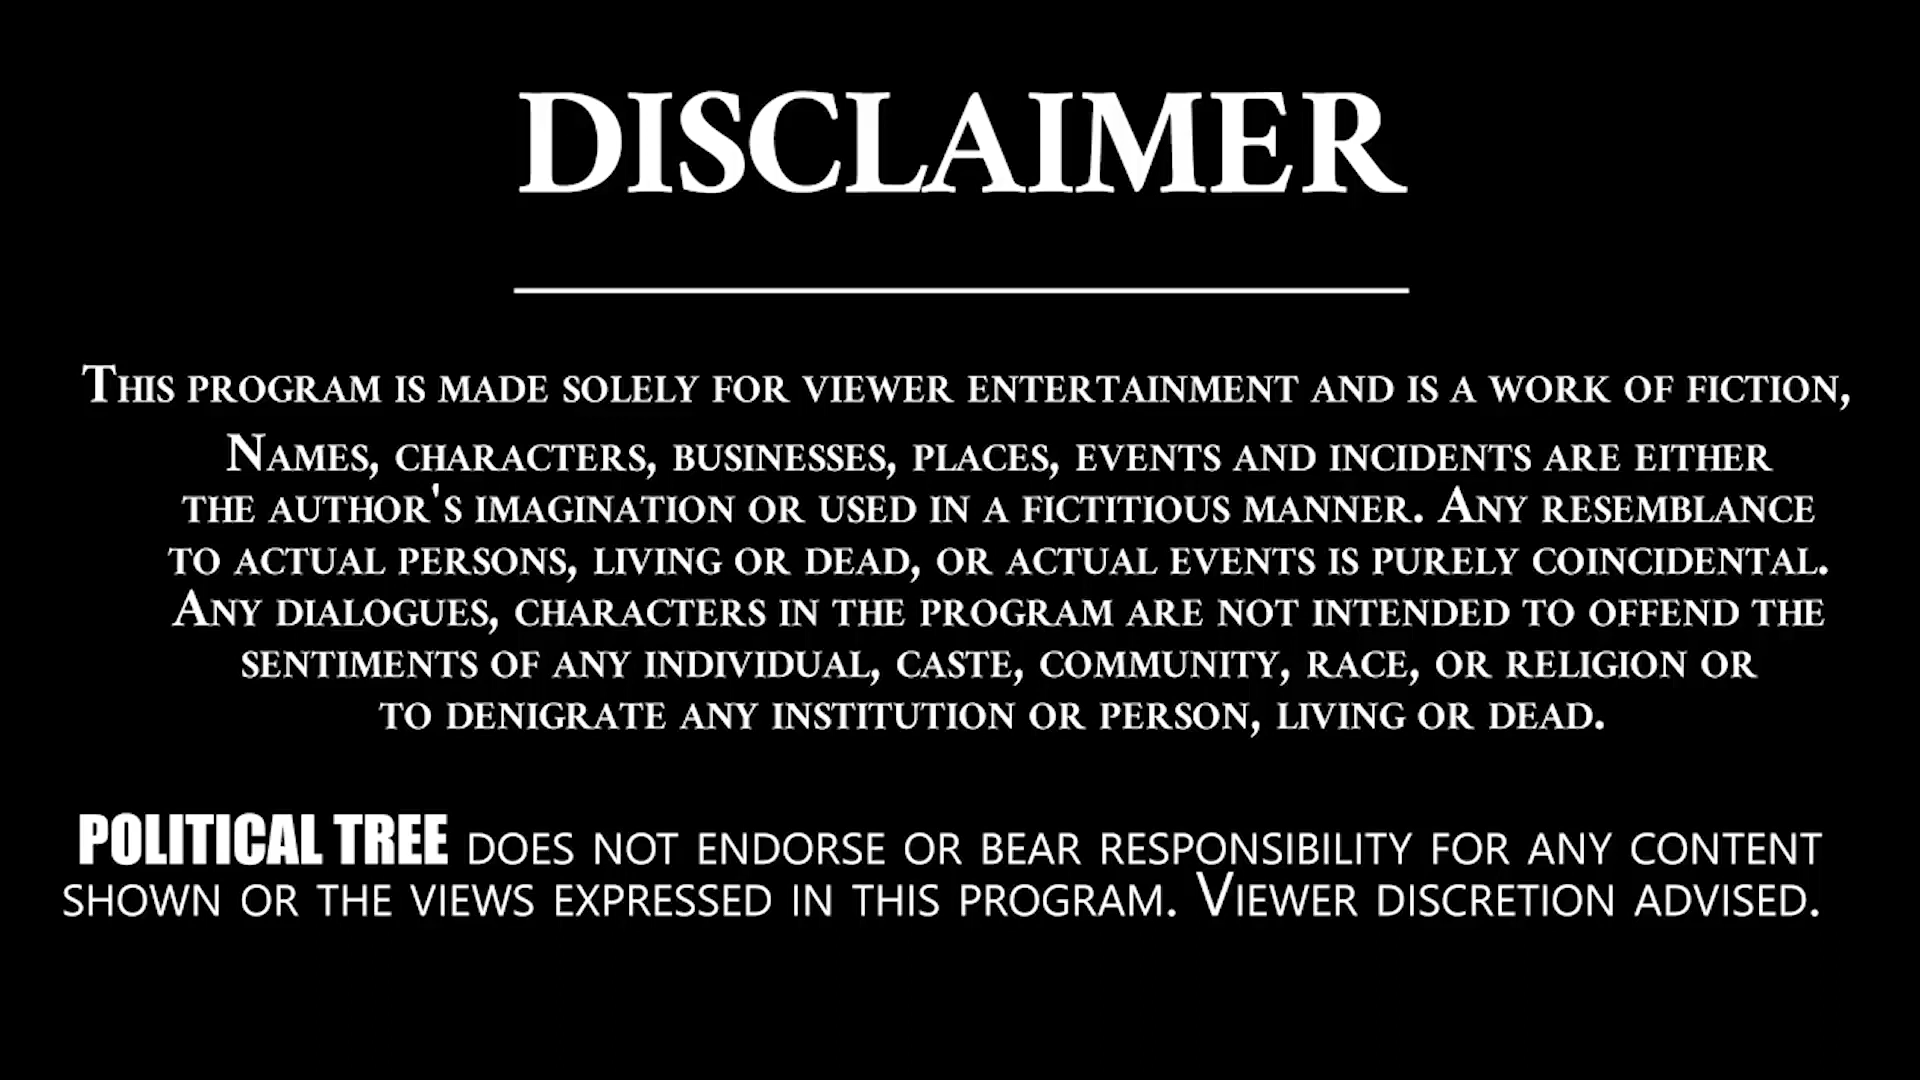 DISCLAIMER
THIS PROGRAM IS MADE SOLELY FOR VIEWER ENTERTAINMENT AND IS A WORK OF FICTION,
NAMES, CHARACTERS, BUSINESSES, PLACES, EVENTS AND INCIDENTS ARE EITHER
THE AUTHOR'S IMAGINATION OR USED IN A FICTITIOUS MANNER. ANY RESEMBLANCE
TO ACTUAL PERSONS, LIVING OR DEAD, OR ACTUAL EVENTS IS PURELY COINCIDENTAL.
ANY DIALOGUES, CHARACTERS IN THE PROGRAM ARE NOT INTENDED TO OFFEND THE
SENTIMENTS OF ANY INDIVIDUAL, CASTE, COMMUNITY, RACE, OR RELIGION OR
TO DENIGRATE ANY INSTITUTION OR PERSON, LIVING OR DEAD.
POLITICAL TREE DOES NOT ENDORSE OR BEAR RESPONSIBILITY FOR ANY CONTENT
SHOWN OR THE VIEWS EXPRESSED IN THIS PROGRAM. VIEWER DISCRETION ADVISED.